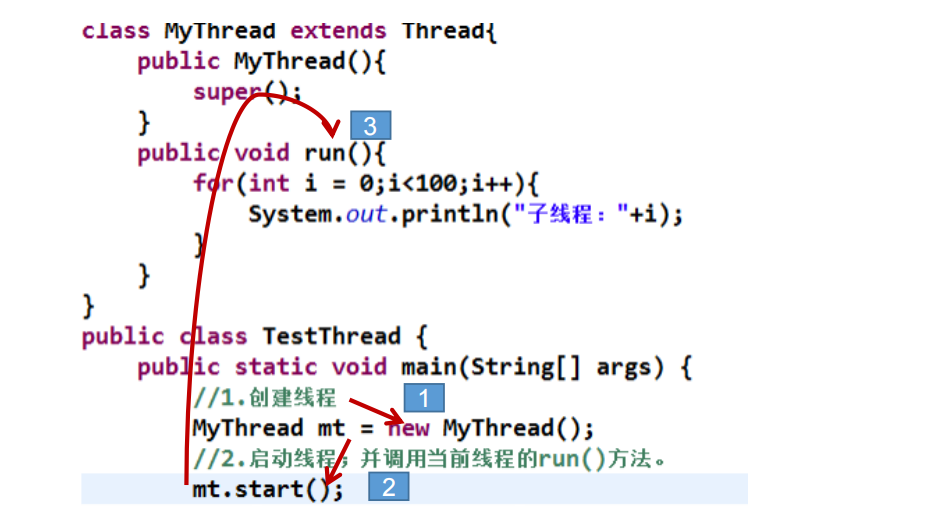 class MyThread extends Thread{
public MyThread(){
super();
}
3
public void run(){
for(int i = 0;i<100;i++){
System.out.println("子线程："+i);
}
}
}
public class TestThread {
public static void main(String[] args) {
//1.创建线程 1
MyThread mt = new MyThread();
//2.启动线程；并调用当前线程的run()方法。
mt.start(); 2